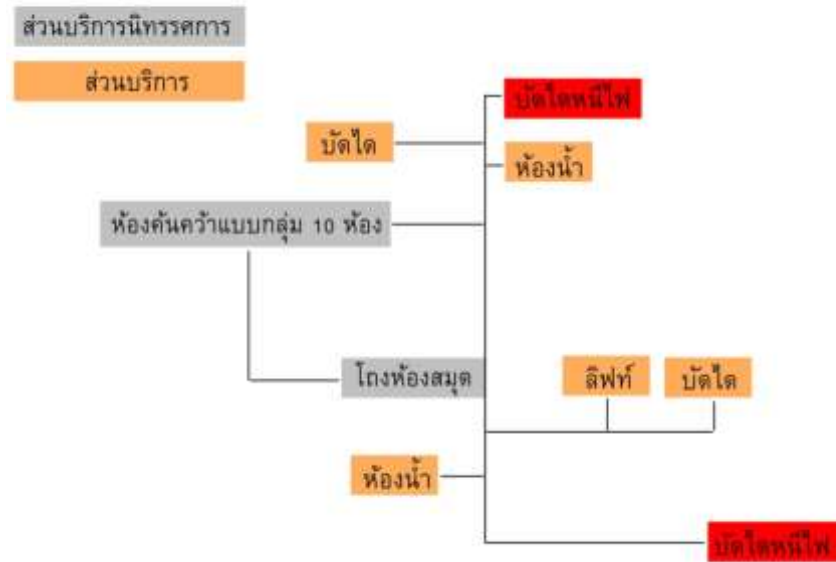 ส่วนบริการนิทรรศการ
ส่วนบริการ
บัดไดหนีไฟ
บัดได
ห้องน้ำ
ห้องค้นคว้าแบบกลุ่ม 10 ห้อง
โถงห้องสมุด
ลิฟท์
บัดได
ห้องน้ำ
บัดไดหนีไฟ